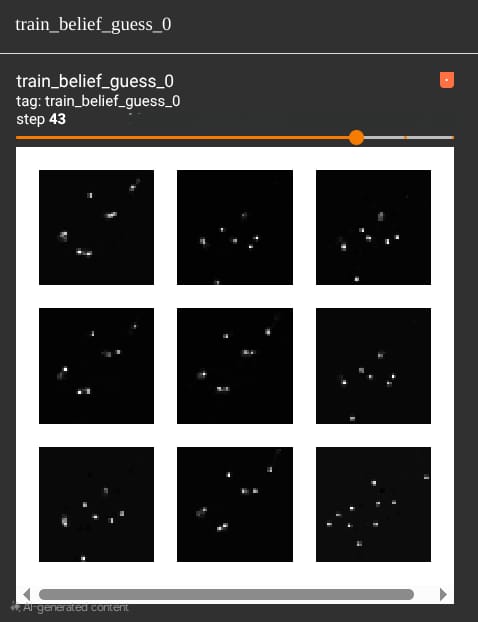 train_belief_guess_0
train_belief_guess_0
tag: train_belief_guess_0
step 43
AI-generated content